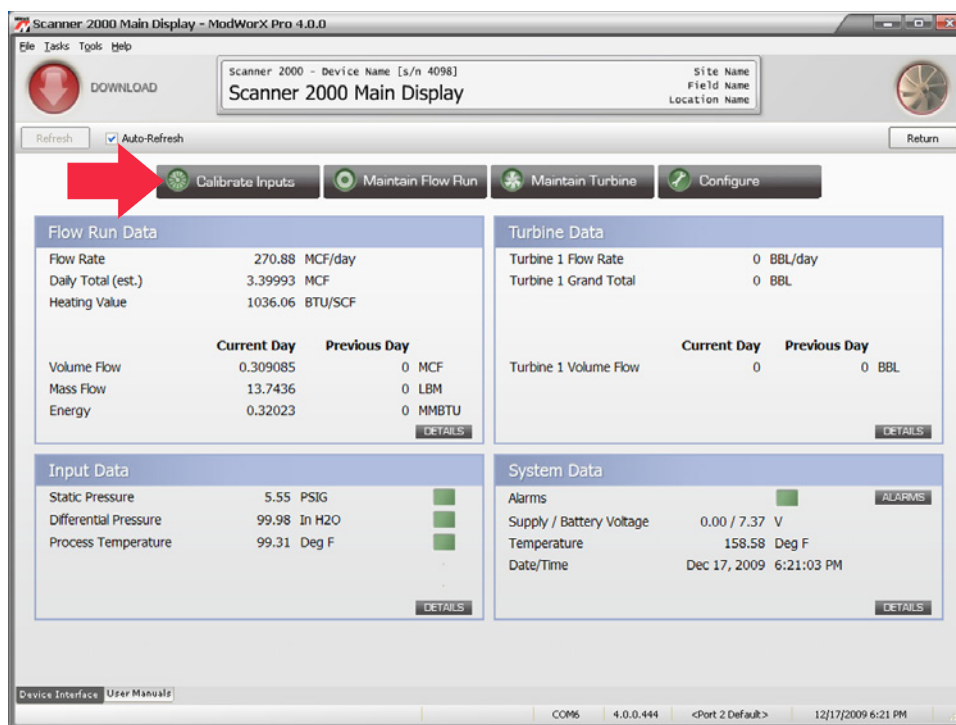 Scanner 2000 Main Display - ModWorX Pro 4.0.0
File Tasks Tools Help
DOWNLOAD
Scanner 2000 - Device Name [s/n 4098]
Scanner 2000 Main Display
Site Name
Field Name
Location Name
Refresh Auto-Refresh Return
Calibrate Inputs Maintain Flow Run Maintain Turbine Configure
Flow Run Data
Flow Rate 270.88 MCF/day
Daily Total (est.) 3.39993 MCF
Heating Value 1036.06 BTU/SCF
Current Day Previous Day
Volume Flow 0.309085 0 MCF
Mass Flow 13.7436 0 LBM
Energy 0.32023 0 MMBTU
DETAILS
Turbine Data
Turbine 1 Flow Rate 0 BBL/day
Turbine 1 Grand Total 0 BBL
Current Day Previous Day
Turbine 1 Volume Flow 0 0 BBL
DETAILS
Input Data
Static Pressure 5.55 PSIG
Differential Pressure 99.98 In H2O
Process Temperature 99.31 Deg F
DETAILS
System Data
Alarms ALARMS
Supply / Battery Voltage 0.00 / 7.37 V
Temperature 158.58 Deg F
Date/Time Dec 17, 2009 6:21:03 PM
DETAILS
Device Interface User Manuals
COM6 4.0.0.444 <Port 2 Default> 12/17/2009 6:21 PM